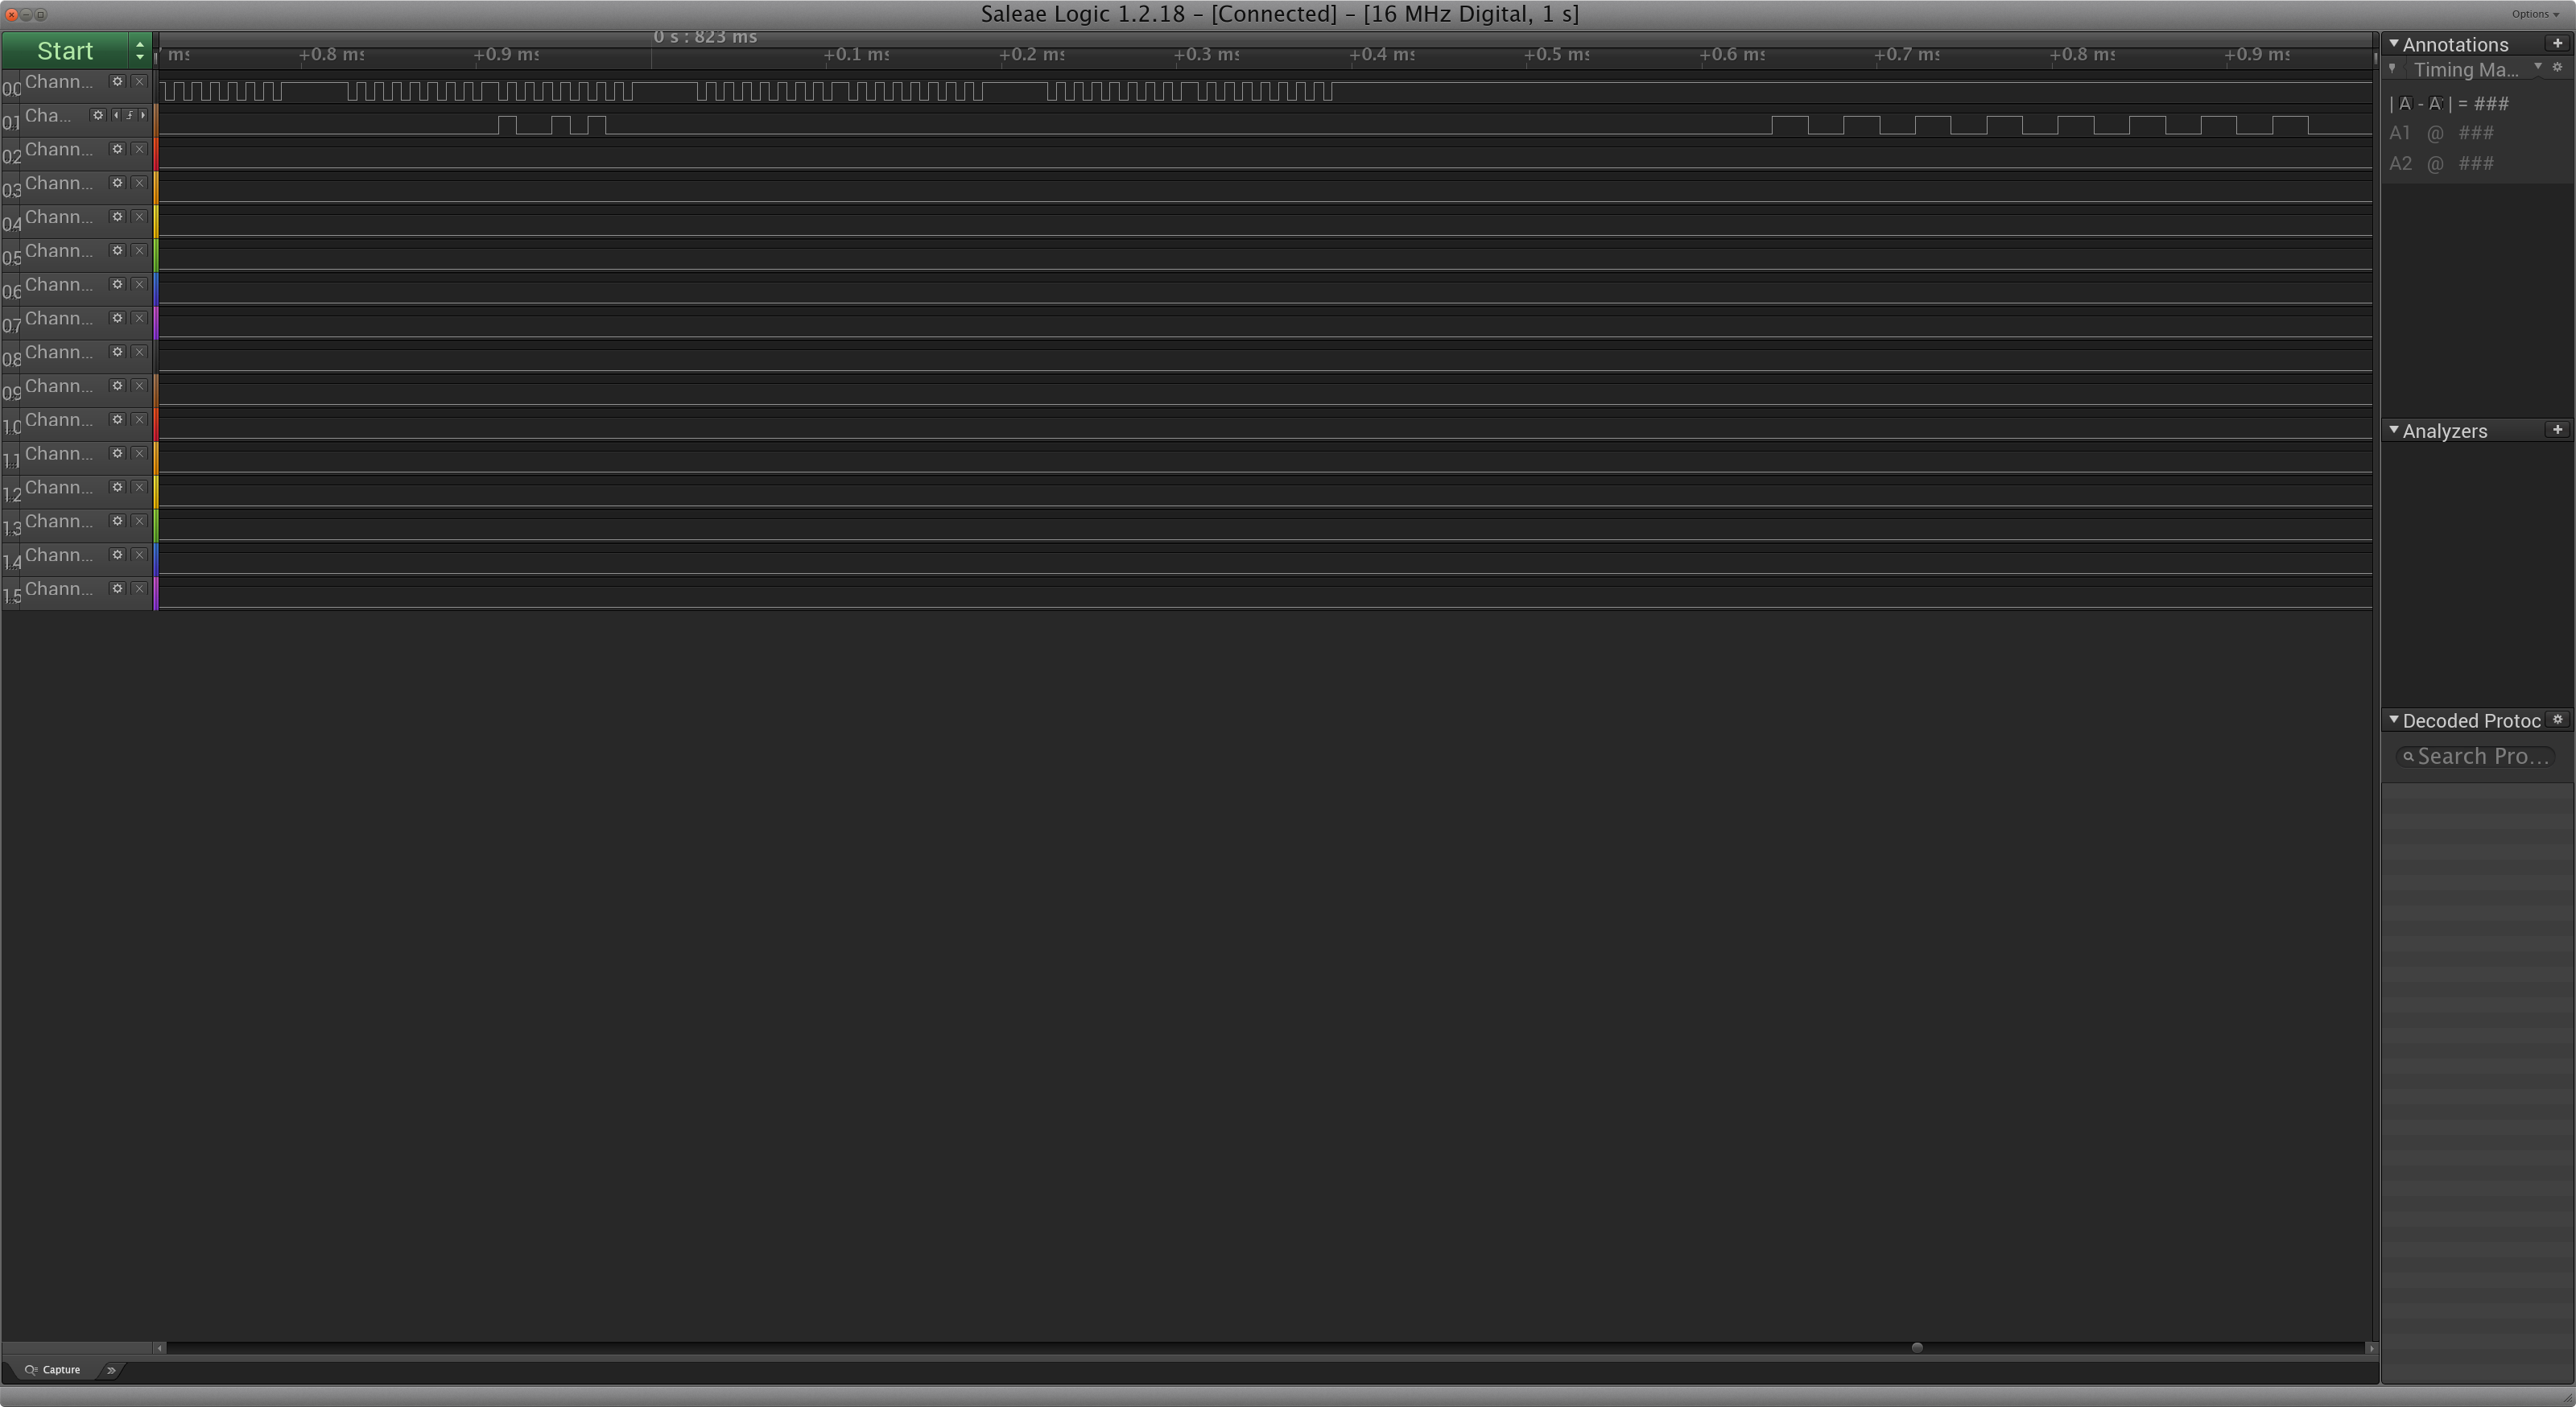 Saleae Logic 1.2.18 – [Connected] – [16 MHz Digital, 1 s]
Options
Start
0 s : 823 ms
ms +0.8 ms +0.9 ms +0.1 ms +0.2 ms +0.3 ms +0.4 ms +0.5 ms +0.6 ms +0.7 ms +0.8 ms +0.9 ms
00 Chann...
01 Cha...
02 Chann...
03 Chann...
04 Chann...
05 Chann...
06 Chann...
07 Chann...
08 Chann...
09 Chann...
10 Chann...
11 Chann...
12 Chann...
13 Chann...
14 Chann...
15 Chann...
Annotations
Timing Ma...
| A - A | = ###
A1 @ ###
A2 @ ###
Analyzers
Decoded Protoc
Search Pro...
Capture